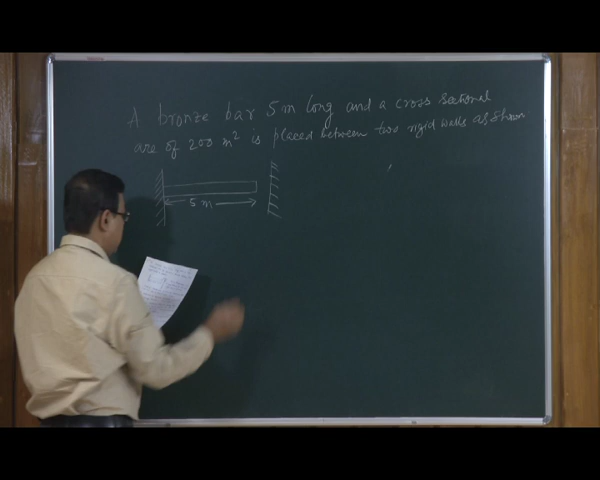 A bronze bar 5m long and a cross sectional
are of 200 m² is placed between two rigid walls as shown.
5 m